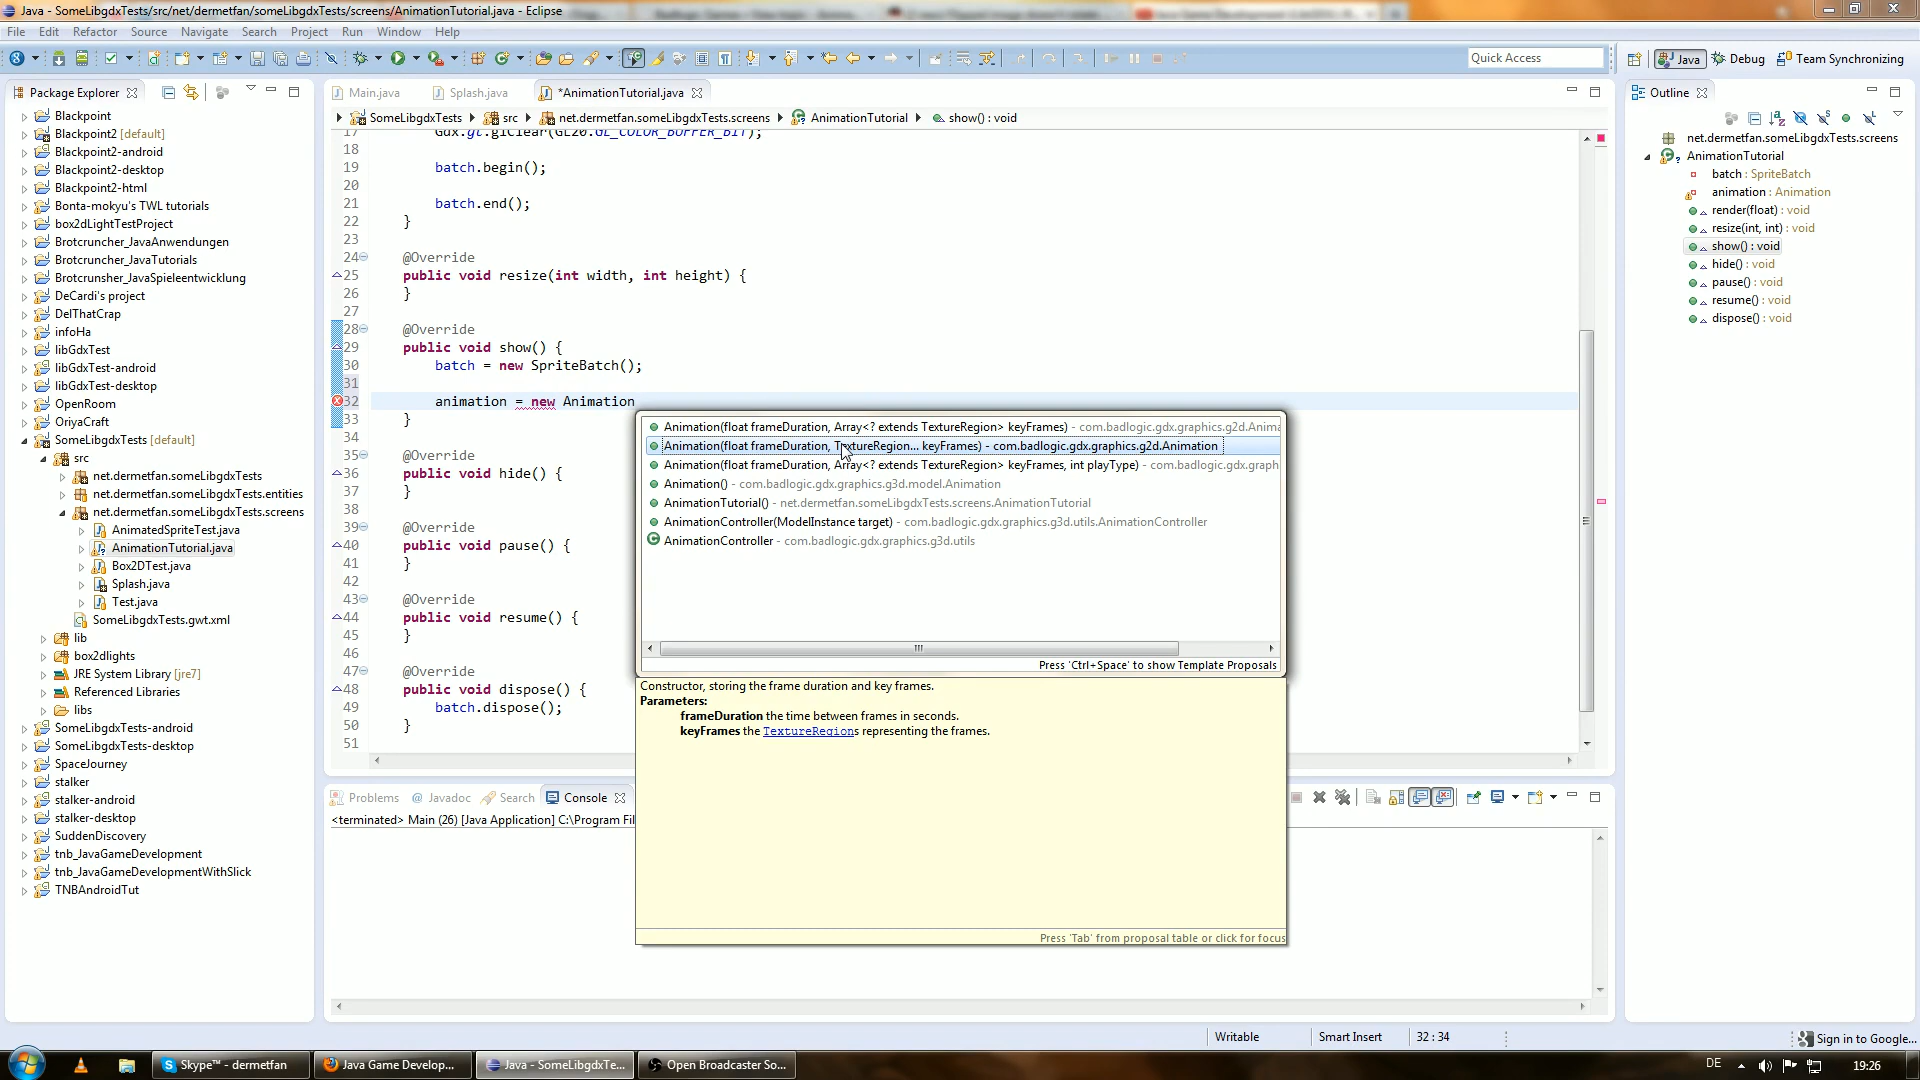 Java - SomeLibgdxTests/src/net/dermetfan/someLibgdxTests/screens/AnimationTutorial.java - Eclipse
File Edit Refactor Source Navigate Search Project Run Window Help
Quick Access
Java Debug Team Synchronizing
Package Explorer
Main.java Splash.java *AnimationTutorial.java
Outline
SomeLibgdxTests src net.dermetfan.someLibgdxTests.screens AnimationTutorial show() : void
Blackpoint
Blackpoint2 [default]
Blackpoint2-android
Blackpoint2-desktop
Blackpoint2-html
Bonta-mokyu's TWL tutorials
box2dLightTestProject
Brotcruncher_JavaAnwendungen
Brotcruncher_JavaTutorials
Brotcrunsher_JavaSpieleentwicklung
DeCardi's project
DelThatCrap
infoHa
libGdxTest
libGdxTest-android
libGdxTest-desktop
OpenRoom
OriyaCraft
SomeLibgdxTests [default]
src
net.dermetfan.someLibgdxTests
net.dermetfan.someLibgdxTests.entities
net.dermetfan.someLibgdxTests.screens
AnimatedSpriteTest.java
AnimationTutorial.java
Box2DTest.java
Splash.java
Test.java
SomeLibgdxTests.gwt.xml
lib
box2dlights
JRE System Library [jre7]
Referenced Libraries
libs
SomeLibgdxTests-android
SomeLibgdxTests-desktop
SpaceJourney
stalker
stalker-android
stalker-desktop
SuddenDiscovery
tnb_JavaGameDevelopment
tnb_JavaGameDevelopmentWithSlick
TNBAndroidTut
17 Gdx.gl.glClear(GL20.GL_COLOR_BUFFER_BIT);
18
19 batch.begin();
20
21 batch.end();
22 }
23
24 @Override
25 public void resize(int width, int height) {
26 }
27
28 @Override
29 public void show() {
30 batch = new SpriteBatch();
31
32 animation = new Animation
33 }
34
35 @Override
36 public void hide() {
37 }
38
39 @Override
40 public void pause() {
41 }
42
43 @Override
44 public void resume() {
45 }
46
47 @Override
48 public void dispose() {
49 batch.dispose();
50 }
51
Animation(float frameDuration, Array<? extends TextureRegion> keyFrames) - com.badlogic.gdx.graphics.g2d.Anima
Animation(float frameDuration, TextureRegion... keyFrames) - com.badlogic.gdx.graphics.g2d.Animation
Animation(float frameDuration, Array<? extends TextureRegion> keyFrames, int playType) - com.badlogic.gdx.graph
Animation() - com.badlogic.gdx.graphics.g3d.model.Animation
AnimationTutorial() - net.dermetfan.someLibgdxTests.screens.AnimationTutorial
AnimationController(ModelInstance target) - com.badlogic.gdx.graphics.g3d.utils.AnimationController
AnimationController - com.badlogic.gdx.graphics.g3d.utils
Press 'Ctrl+Space' to show Template Proposals
Constructor, storing the frame duration and key frames.
Parameters:
frameDuration the time between frames in seconds.
keyFrames the TextureRegions representing the frames.
Press 'Tab' from proposal table or click for focus
net.dermetfan.someLibgdxTests.screens
AnimationTutorial
batch : SpriteBatch
animation : Animation
render(float) : void
resize(int, int) : void
show() : void
hide() : void
pause() : void
resume() : void
dispose() : void
Problems Javadoc Search Console
<terminated> Main (26) [Java Application] C:\Program Fil
Writable Smart Insert 32 : 34
Sign in to Google...
Skype™ - dermetfan
Java Game Develop...
Java - SomeLibgdxTe...
Open Broadcaster So...
DE
19:26